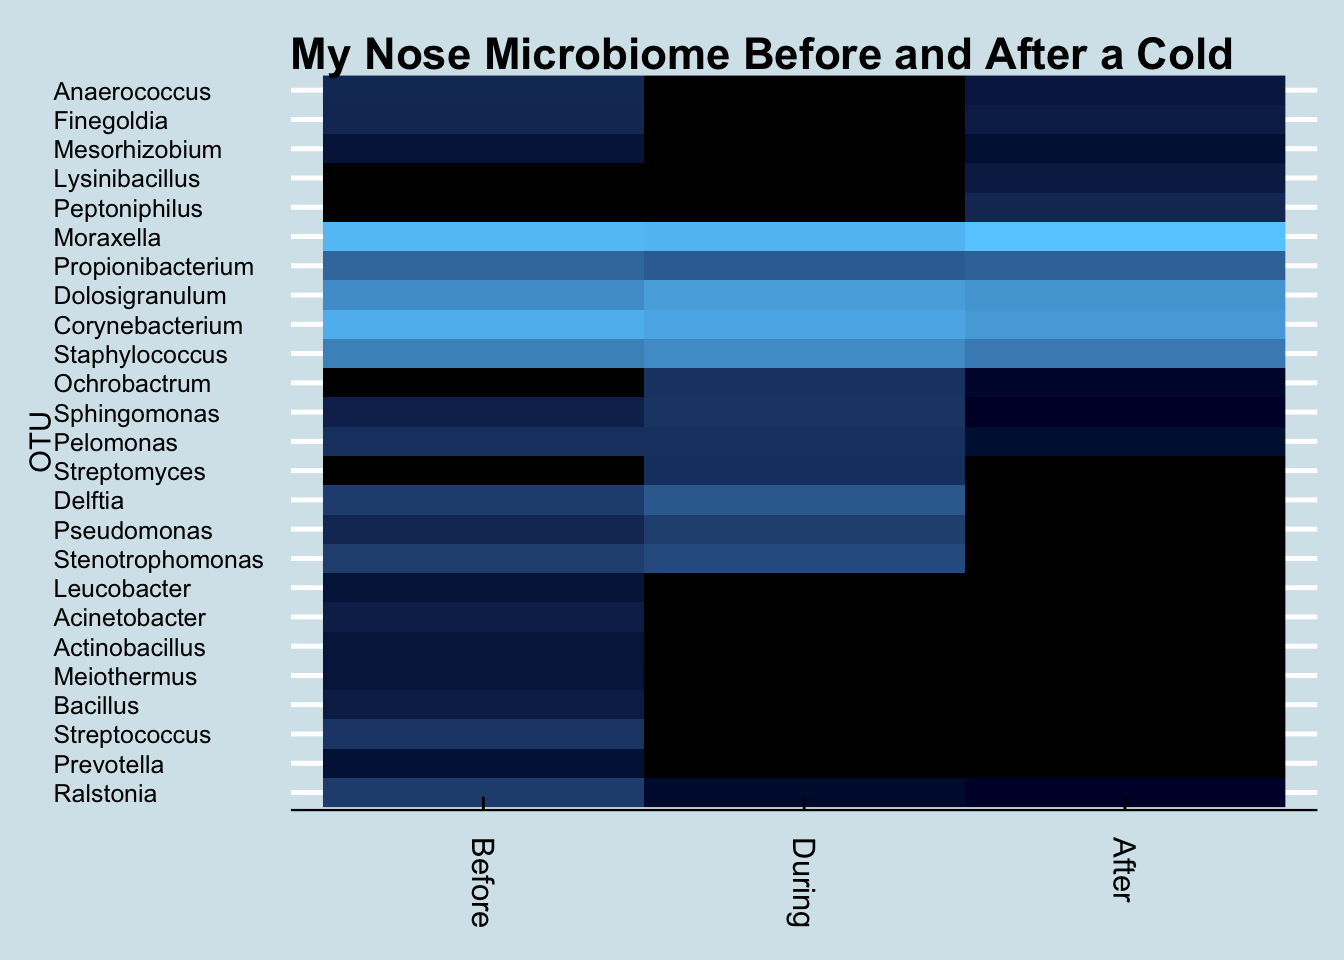 My Nose Microbiome Before and After a Cold
Anaerococcus
Finegoldia
Mesorhizobium
Lysinibacillus
Peptoniphilus
Moraxella
Propionibacterium
Dolosigranulum
Corynebacterium
Staphylococcus
Ochrobactrum
Sphingomonas
Pelomonas
Streptomyces
Delftia
Pseudomonas
Stenotrophomonas
Leucobacter
Acinetobacter
Actinobacillus
Meiothermus
Bacillus
Streptococcus
Prevotella
Ralstonia
OTU
Before
During
After